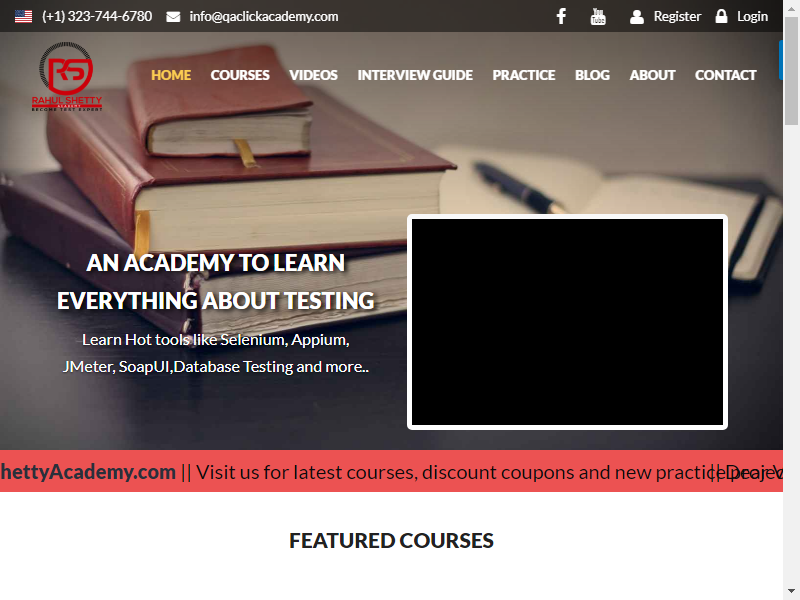 (+1) 323-744-6780 info@qaclickacademy.com
You Tube Register Login
RS
RAHUL SHETTY
ACADEMY
BECOME TEST EXPERT
HOME COURSES VIDEOS INTERVIEW GUIDE PRACTICE BLOG ABOUT CONTACT
AN ACADEMY TO LEARN
EVERYTHING ABOUT TESTING
Learn Hot tools like Selenium, Appium,
JMeter, SoapUI,Database Testing and more..
hettyAcademy.com || Visit us for latest courses, discount coupons and new practice
FEATURED COURSES